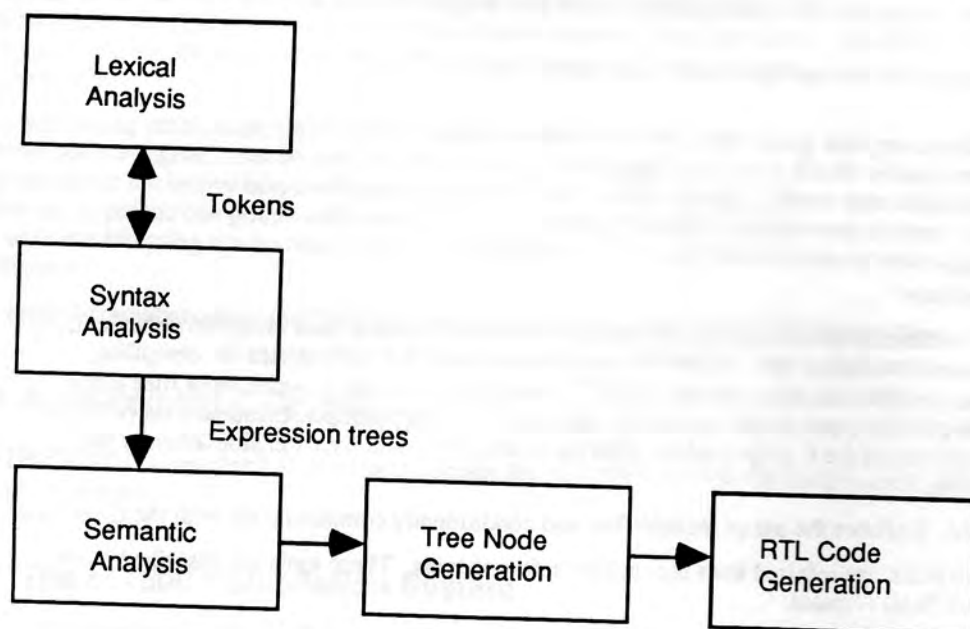 Lexical
Analysis
Tokens
Syntax
Analysis
Expression trees
Semantic
Analysis
Tree Node
Generation
RTL Code
Generation